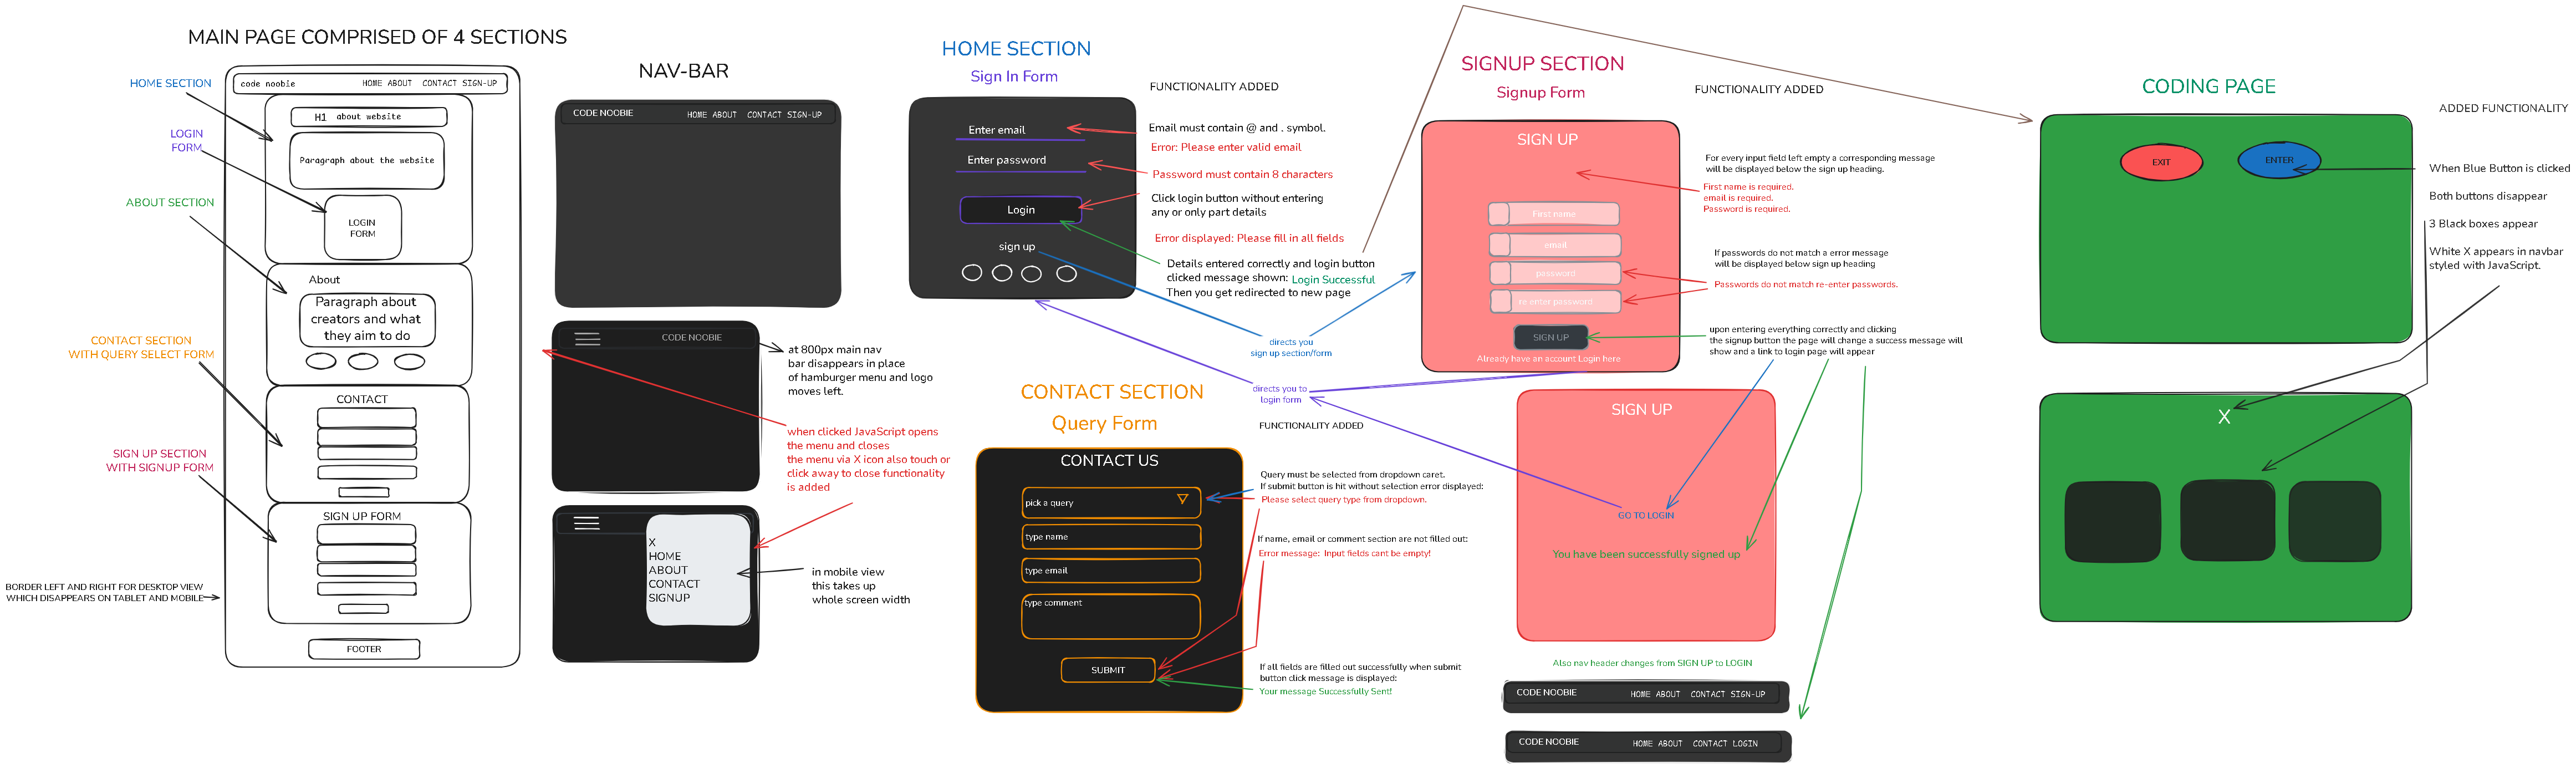 MAIN PAGE COMPRISED OF 4 SECTIONS
HOME SECTION
LOGIN
FORM
ABOUT SECTION
CONTACT SECTION
WITH QUERY SELECT FORM
SIGN UP SECTION
WITH SIGNUP FORM
BORDER LEFT AND RIGHT FOR DESKTOP VIEW
WHICH DISAPPEARS ON TABLET AND MOBILE
code noobie
HOME ABOUT CONTACT SIGN-UP
H1 about website
Paragraph about the website
LOGIN
FORM
About
Paragraph about
creators and what
they aim to do
CONTACT
SIGN UP FORM
FOOTER
NAV-BAR
CODE NOOBIE
HOME ABOUT CONTACT SIGN-UP
CODE NOOBIE
at 800px main nav
bar disappears in place
of hamburger menu and logo
moves left.
when clicked JavaScript opens
the menu and closes
the menu via X icon also touch or
click away to close functionality
is added
X
HOME
ABOUT
CONTACT
SIGNUP
in mobile view
this takes up
whole screen width
HOME SECTION
Sign In Form
FUNCTIONALITY ADDED
Enter email
Enter password
Login
sign up
Email must contain @ and . symbol.
Error: Please enter valid email
Password must contain 8 characters
Click login button without entering
any or only part details
Error displayed: Please fill in all fields
Details entered correctly and login button
clicked message shown: Login Successful
Then you get redirected to new page
directs you
sign up section/form
directs you to
login form
CONTACT SECTION
Query Form
FUNCTIONALITY ADDED
CONTACT US
pick a query
type name
type email
type comment
SUBMIT
Query must be selected from dropdown caret.
If submit button is hit without selection error displayed:
Please select query type from dropdown.
If name, email or comment section are not filled out:
Error message: Input fields cant be empty!
If all fields are filled out successfully when submit
button click message is displayed:
Your message Successfully Sent!
SIGNUP SECTION
Signup Form
FUNCTIONALITY ADDED
SIGN UP
First name
email
password
re enter password
SIGN UP
Already have an account Login here
For every input field left empty a corresponding message
will be displayed below the sign up heading.
First name is required.
email is required.
Password is required.
If passwords do not match a error message
will be displayed below sign up heading
Passwords do not match re-enter passwords.
upon entering everything correctly and clicking
the signup button the page will change a success message will
show and a link to login page will appear
SIGN UP
GO TO LOGIN
You have been successfully signed up
Also nav header changes from SIGN UP to LOGIN
CODE NOOBIE
HOME ABOUT CONTACT SIGN-UP
CODE NOOBIE
HOME ABOUT CONTACT LOGIN
CODING PAGE
ADDED FUNCTIONALITY
EXIT
ENTER
When Blue Button is clicked
Both buttons disappear
3 Black boxes appear
White X appears in navbar
styled with JavaScript.
X